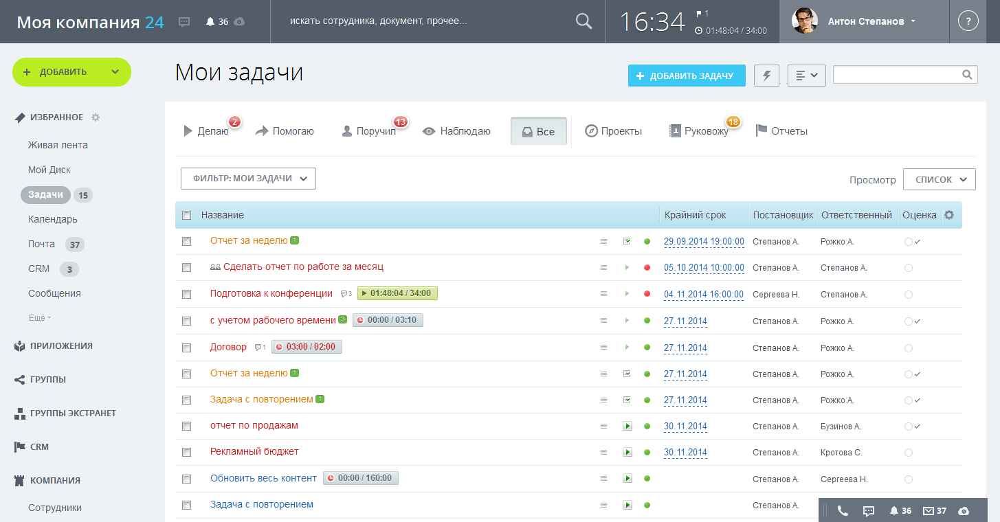 Моя компания 24
36
искать сотрудника, документ, прочее...
16:34
1
01:48:04 / 34:00
Антон Степанов
?
+ ДОБАВИТЬ
Мои задачи
+ ДОБАВИТЬ ЗАДАЧУ
ИЗБРАННОЕ
Живая лента
Мой Диск
Задачи 15
Календарь
Почта 37
CRM 3
Сообщения
Ещё
ПРИЛОЖЕНИЯ
ГРУППЫ
ГРУППЫ ЭКСТРАНЕТ
CRM
КОМПАНИЯ
Сотрудники
Делаю 2
Помогаю
Поручил 13
Наблюдаю
Все
Проекты
Руковожу 18
Отчеты
ФИЛЬТР: МОИ ЗАДАЧИ
Просмотр СПИСОК
Название Крайний срок Постановщик Ответственный Оценка
Отчет за неделю 1 29.09.2014 19:00:00 Степанов А. Рожко А.
Сделать отчет по работе за месяц 05.10.2014 10:00:00 Степанов А. Степанов А.
Подготовка к конференции 3 01:48:04 / 34:00 04.11.2014 16:00:00 Сергеева Н. Степанов А.
с учетом рабочего времени 3 00:00 / 03:10 27.11.2014 Степанов А. Рожко А.
Договор 1 03:00 / 02:00 27.11.2014 Степанов А. Рожко А.
Отчет за неделю 1 27.11.2014 Степанов А. Рожко А.
Задача с повторением 1 27.11.2014 Степанов А. Рожко А.
отчет по продажам 30.11.2014 Степанов А. Бузинов А.
Рекламный бюджет 30.11.2014 Степанов А. Кротова С.
Обновить весь контент 00:00 / 160:00 Степанов А. Сергеева Н.
Задача с повторением Степанов А.
36 37